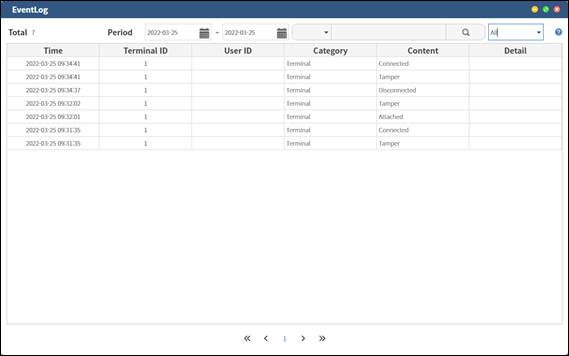 EventLog
Total 7 Period 2022-03-25 ~ 2022-03-25 All
Time Terminal ID User ID Category Content Detail
2022-03-25 09:34:41 1 Terminal Connected
2022-03-25 09:34:41 1 Terminal Tamper
2022-03-25 09:34:37 1 Terminal Disconnected
2022-03-25 09:32:02 1 Terminal Tamper
2022-03-25 09:32:01 1 Terminal Attached
2022-03-25 09:31:35 1 Terminal Connected
2022-03-25 09:31:35 1 Terminal Tamper
1